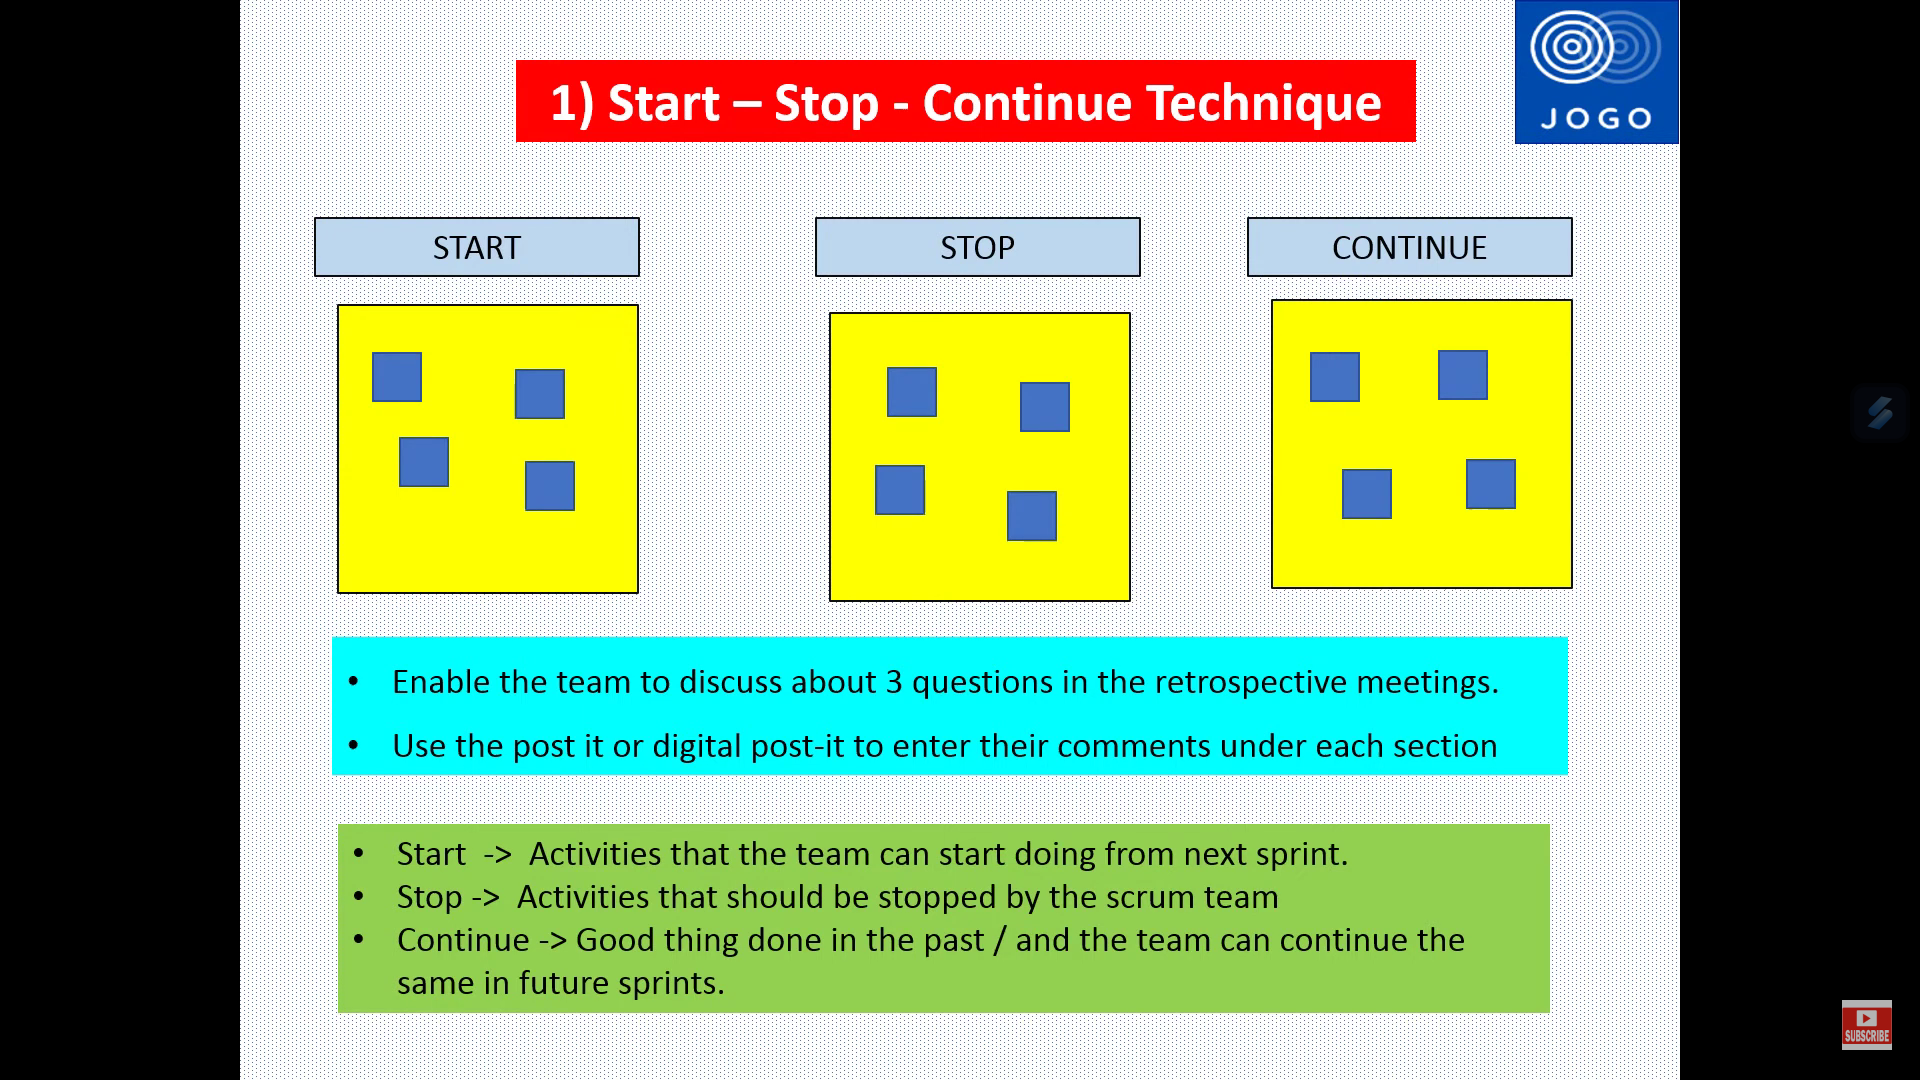 1) Start – Stop - Continue Technique
JOGO
START
STOP
CONTINUE
• Enable the team to discuss about 3 questions in the retrospective meetings.
• Use the post it or digital post-it to enter their comments under each section
• Start -> Activities that the team can start doing from next sprint.
• Stop -> Activities that should be stopped by the scrum team
• Continue -> Good thing done in the past / and the team can continue the
same in future sprints.
SUBSCRIBE